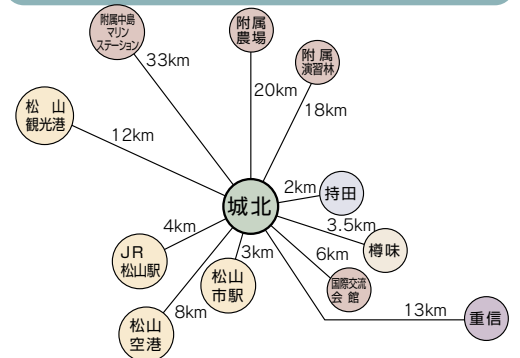 附属中島
マリン
ステーション
33km
附属
農場
20km
附属
演習林
18km
松山
観光港
12km
城北
2km
持田
3.5km
樽味
4km
JR
松山駅
3km
松山
市駅
6km
国際交流
会館
8km
松山
空港
13km
重信